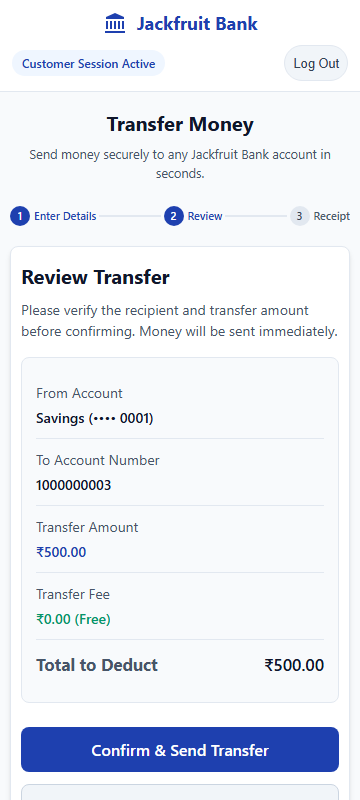 Jackfruit Bank
Customer Session Active
Log Out
Transfer Money
Send money securely to any Jackfruit Bank account in
seconds.
1 Enter Details
2 Review
3 Receipt
Review Transfer
Please verify the recipient and transfer amount
before confirming. Money will be sent immediately.
From Account
Savings (•••• 0001)
To Account Number
1000000003
Transfer Amount
₹500.00
Transfer Fee
₹0.00 (Free)
Total to Deduct ₹500.00
Confirm & Send Transfer